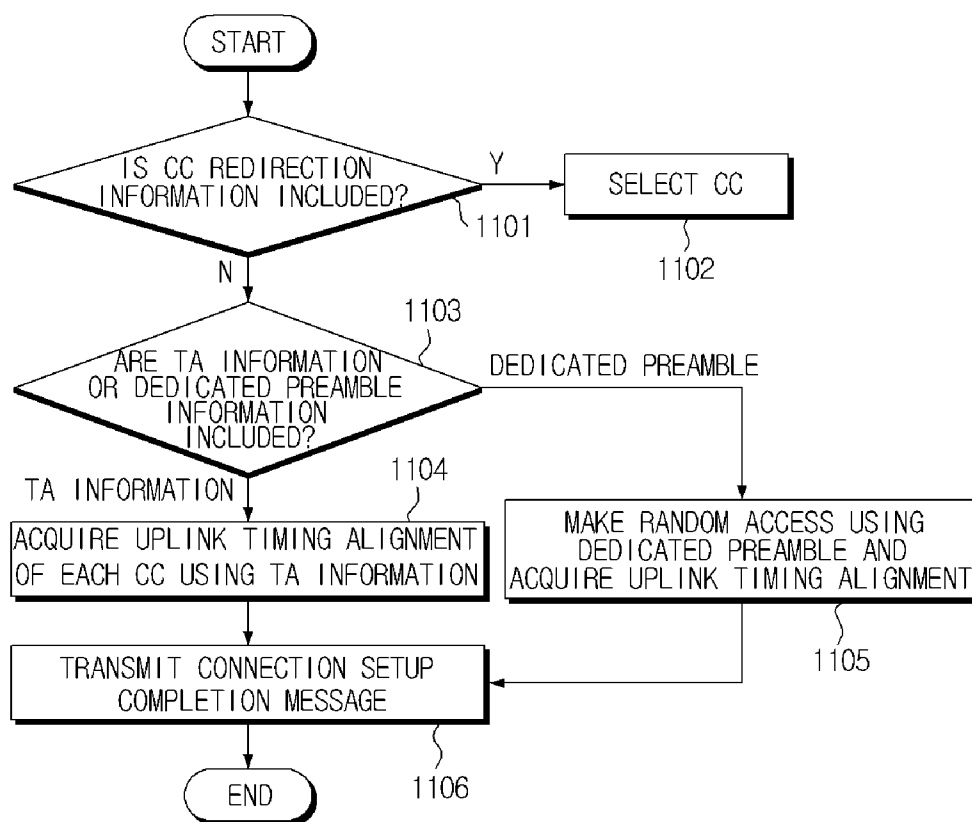 START
IS CC REDIRECTION
INFORMATION INCLUDED?
Y
SELECT CC
1101
1102
N
1103
ARE TA INFORMATION
OR DEDICATED PREAMBLE
INFORMATION
INCLUDED?
DEDICATED PREAMBLE
TA INFORMATION
1104
ACQUIRE UPLINK TIMING ALIGNMENT
OF EACH CC USING TA INFORMATION
MAKE RANDOM ACCESS USING
DEDICATED PREAMBLE AND
ACQUIRE UPLINK TIMING ALIGNMENT
1105
TRANSMIT CONNECTION SETUP
COMPLETION MESSAGE
1106
END